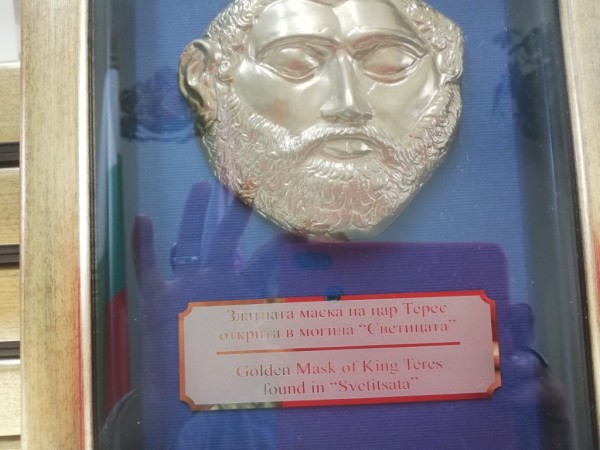 Златната маска на цар Терес
открита в могила "Светицата"
Golden Mask of King Teres
found in "Svetitsata"